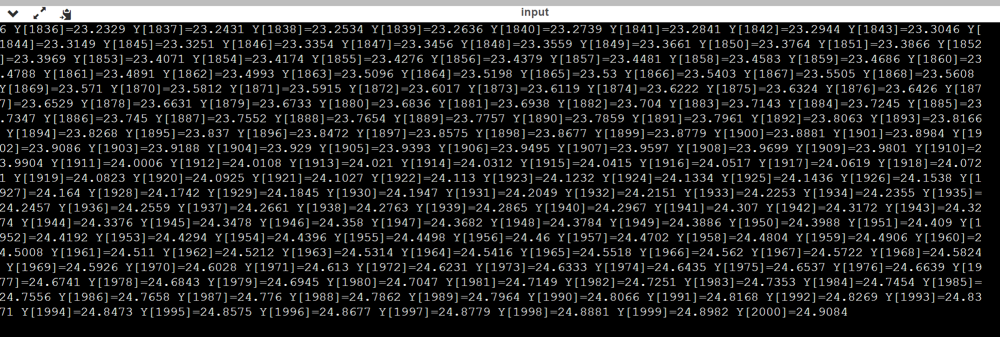 input
6 Y[1836]=23.2329 Y[1837]=23.2431 Y[1838]=23.2534 Y[1839]=23.2636 Y[1840]=23.2739 Y[1841]=23.2841 Y[1842]=23.2944 Y[1843]=23.3046 Y[
1844]=23.3149 Y[1845]=23.3251 Y[1846]=23.3354 Y[1847]=23.3456 Y[1848]=23.3559 Y[1849]=23.3661 Y[1850]=23.3764 Y[1851]=23.3866 Y[1852
]=23.3969 Y[1853]=23.4071 Y[1854]=23.4174 Y[1855]=23.4276 Y[1856]=23.4379 Y[1857]=23.4481 Y[1858]=23.4583 Y[1859]=23.4686 Y[1860]=23
.4788 Y[1861]=23.4891 Y[1862]=23.4993 Y[1863]=23.5096 Y[1864]=23.5198 Y[1865]=23.53 Y[1866]=23.5403 Y[1867]=23.5505 Y[1868]=23.5608
Y[1869]=23.571 Y[1870]=23.5812 Y[1871]=23.5915 Y[1872]=23.6017 Y[1873]=23.6119 Y[1874]=23.6222 Y[1875]=23.6324 Y[1876]=23.6426 Y[187
7]=23.6529 Y[1878]=23.6631 Y[1879]=23.6733 Y[1880]=23.6836 Y[1881]=23.6938 Y[1882]=23.704 Y[1883]=23.7143 Y[1884]=23.7245 Y[1885]=23
.7347 Y[1886]=23.745 Y[1887]=23.7552 Y[1888]=23.7654 Y[1889]=23.7757 Y[1890]=23.7859 Y[1891]=23.7961 Y[1892]=23.8063 Y[1893]=23.8166
Y[1894]=23.8268 Y[1895]=23.837 Y[1896]=23.8472 Y[1897]=23.8575 Y[1898]=23.8677 Y[1899]=23.8779 Y[1900]=23.8881 Y[1901]=23.8984 Y[19
02]=23.9086 Y[1903]=23.9188 Y[1904]=23.929 Y[1905]=23.9393 Y[1906]=23.9495 Y[1907]=23.9597 Y[1908]=23.9699 Y[1909]=23.9801 Y[1910]=2
3.9904 Y[1911]=24.0006 Y[1912]=24.0108 Y[1913]=24.021 Y[1914]=24.0312 Y[1915]=24.0415 Y[1916]=24.0517 Y[1917]=24.0619 Y[1918]=24.072
1 Y[1919]=24.0823 Y[1920]=24.0925 Y[1921]=24.1027 Y[1922]=24.113 Y[1923]=24.1232 Y[1924]=24.1334 Y[1925]=24.1436 Y[1926]=24.1538 Y[1
927]=24.164 Y[1928]=24.1742 Y[1929]=24.1845 Y[1930]=24.1947 Y[1931]=24.2049 Y[1932]=24.2151 Y[1933]=24.2253 Y[1934]=24.2355 Y[1935]=
24.2457 Y[1936]=24.2559 Y[1937]=24.2661 Y[1938]=24.2763 Y[1939]=24.2865 Y[1940]=24.2967 Y[1941]=24.307 Y[1942]=24.3172 Y[1943]=24.32
74 Y[1944]=24.3376 Y[1945]=24.3478 Y[1946]=24.358 Y[1947]=24.3682 Y[1948]=24.3784 Y[1949]=24.3886 Y[1950]=24.3988 Y[1951]=24.409 Y[1
952]=24.4192 Y[1953]=24.4294 Y[1954]=24.4396 Y[1955]=24.4498 Y[1956]=24.46 Y[1957]=24.4702 Y[1958]=24.4804 Y[1959]=24.4906 Y[1960]=2
4.5008 Y[1961]=24.511 Y[1962]=24.5212 Y[1963]=24.5314 Y[1964]=24.5416 Y[1965]=24.5518 Y[1966]=24.562 Y[1967]=24.5722 Y[1968]=24.5824
Y[1969]=24.5926 Y[1970]=24.6028 Y[1971]=24.613 Y[1972]=24.6231 Y[1973]=24.6333 Y[1974]=24.6435 Y[1975]=24.6537 Y[1976]=24.6639 Y[19
77]=24.6741 Y[1978]=24.6843 Y[1979]=24.6945 Y[1980]=24.7047 Y[1981]=24.7149 Y[1982]=24.7251 Y[1983]=24.7353 Y[1984]=24.7454 Y[1985]=
24.7556 Y[1986]=24.7658 Y[1987]=24.776 Y[1988]=24.7862 Y[1989]=24.7964 Y[1990]=24.8066 Y[1991]=24.8168 Y[1992]=24.8269 Y[1993]=24.83
71 Y[1994]=24.8473 Y[1995]=24.8575 Y[1996]=24.8677 Y[1997]=24.8779 Y[1998]=24.8881 Y[1999]=24.8982 Y[2000]=24.9084